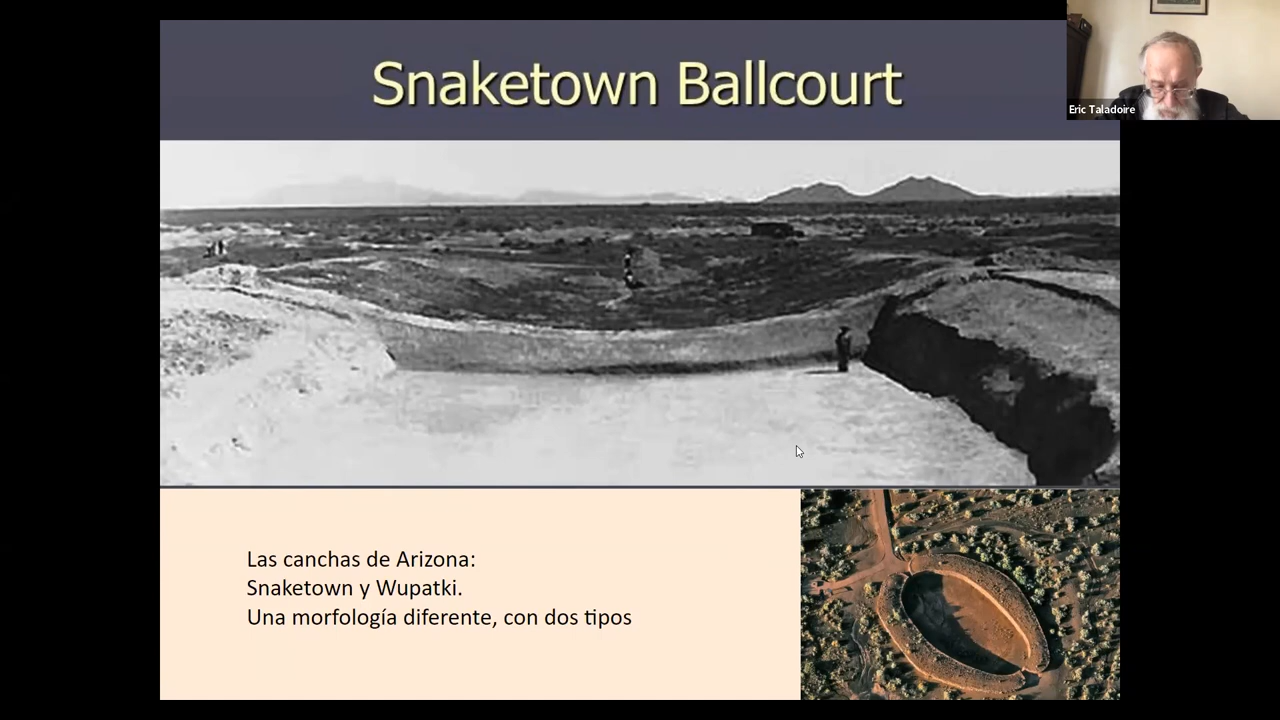 Snaketown Ballcourt
Eric Taladoire
Las canchas de Arizona:
Snaketown y Wupatki.
Una morfología diferente, con dos tipos